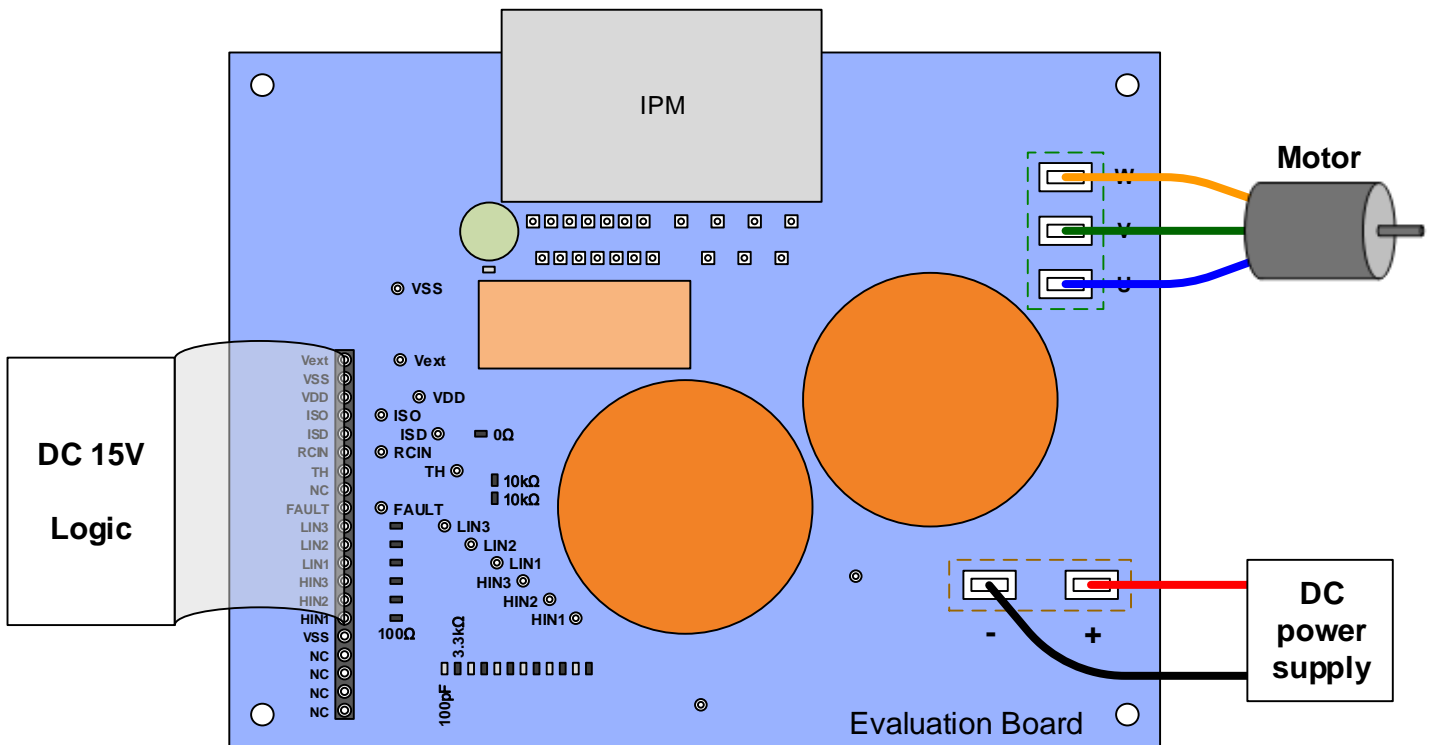 IPM
Motor
W
V
U
VSS
Vext
VDD
ISO
ISD
0Ω
RCIN
TH
10kΩ
10kΩ
FAULT
LIN3
LIN2
LIN1
HIN3
HIN2
HIN1
100Ω
3.3kΩ
100pF
Vext
VSS
VDD
ISO
ISD
RCIN
TH
NC
FAULT
LIN3
LIN2
LIN1
HIN3
HIN2
HIN1
VSS
NC
NC
NC
NC
DC 15V
Logic
- +
DC
power
supply
Evaluation Board